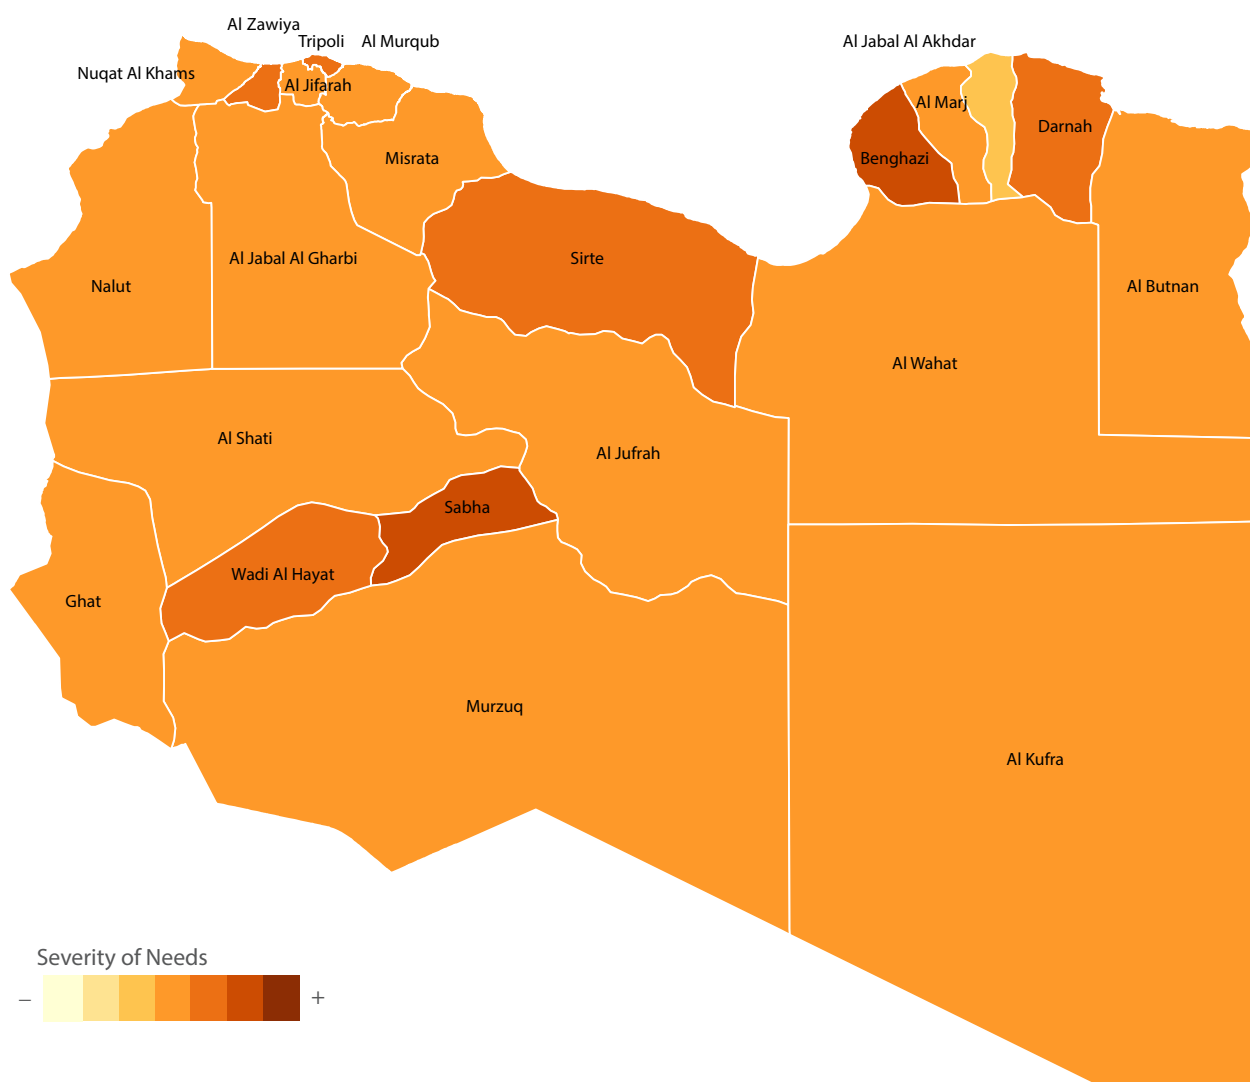 Al Zawiya
Tripoli
Al Murqub
Al Jabal Al Akhdar
Nuqat Al Khams
Al Jifarah
Al Marj
Darnah
Misrata
Benghazi
Al Jabal Al Gharbi
Sirte
Nalut
Al Butnan
Al Wahat
Al Shati
Al Jufrah
Sabha
Wadi Al Hayat
Ghat
Murzuq
Al Kufra
Severity of Needs
– +